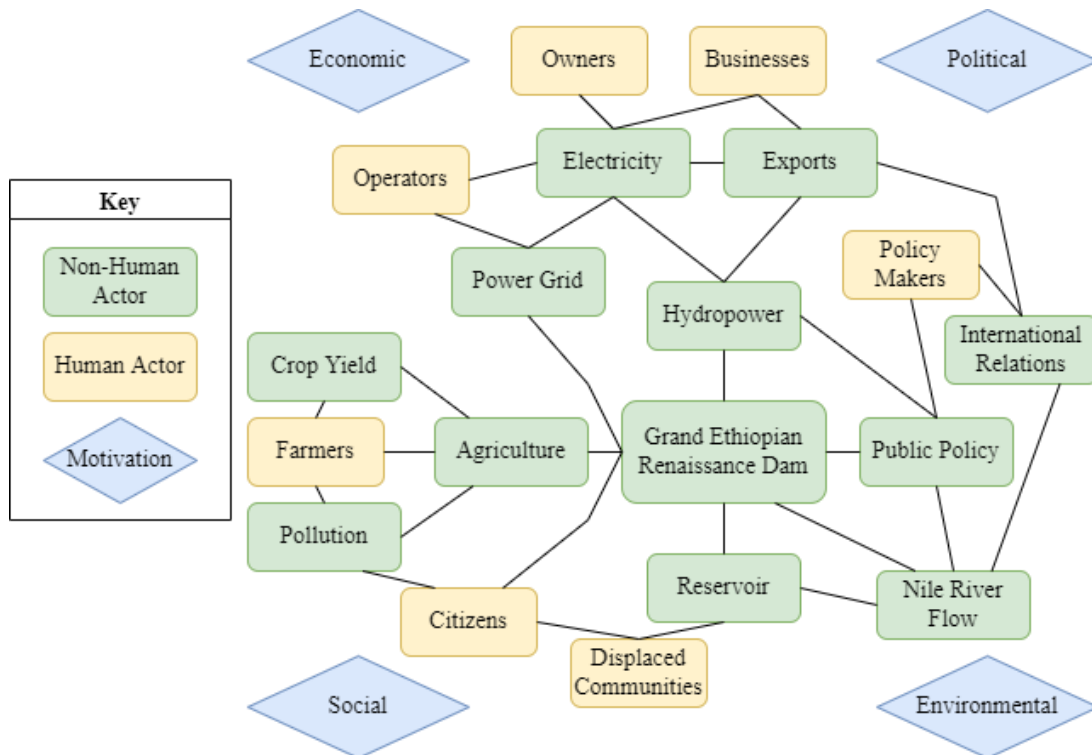 Economic
Owners
Businesses
Political
Electricity
Exports
Operators
Key
Non-Human
Actor
Human Actor
Motivation
Power Grid
Hydropower
Policy
Makers
International
Relations
Crop Yield
Farmers
Agriculture
Grand Ethiopian
Renaissance Dam
Public Policy
Pollution
Reservoir
Nile River
Flow
Citizens
Displaced
Communities
Social
Environmental